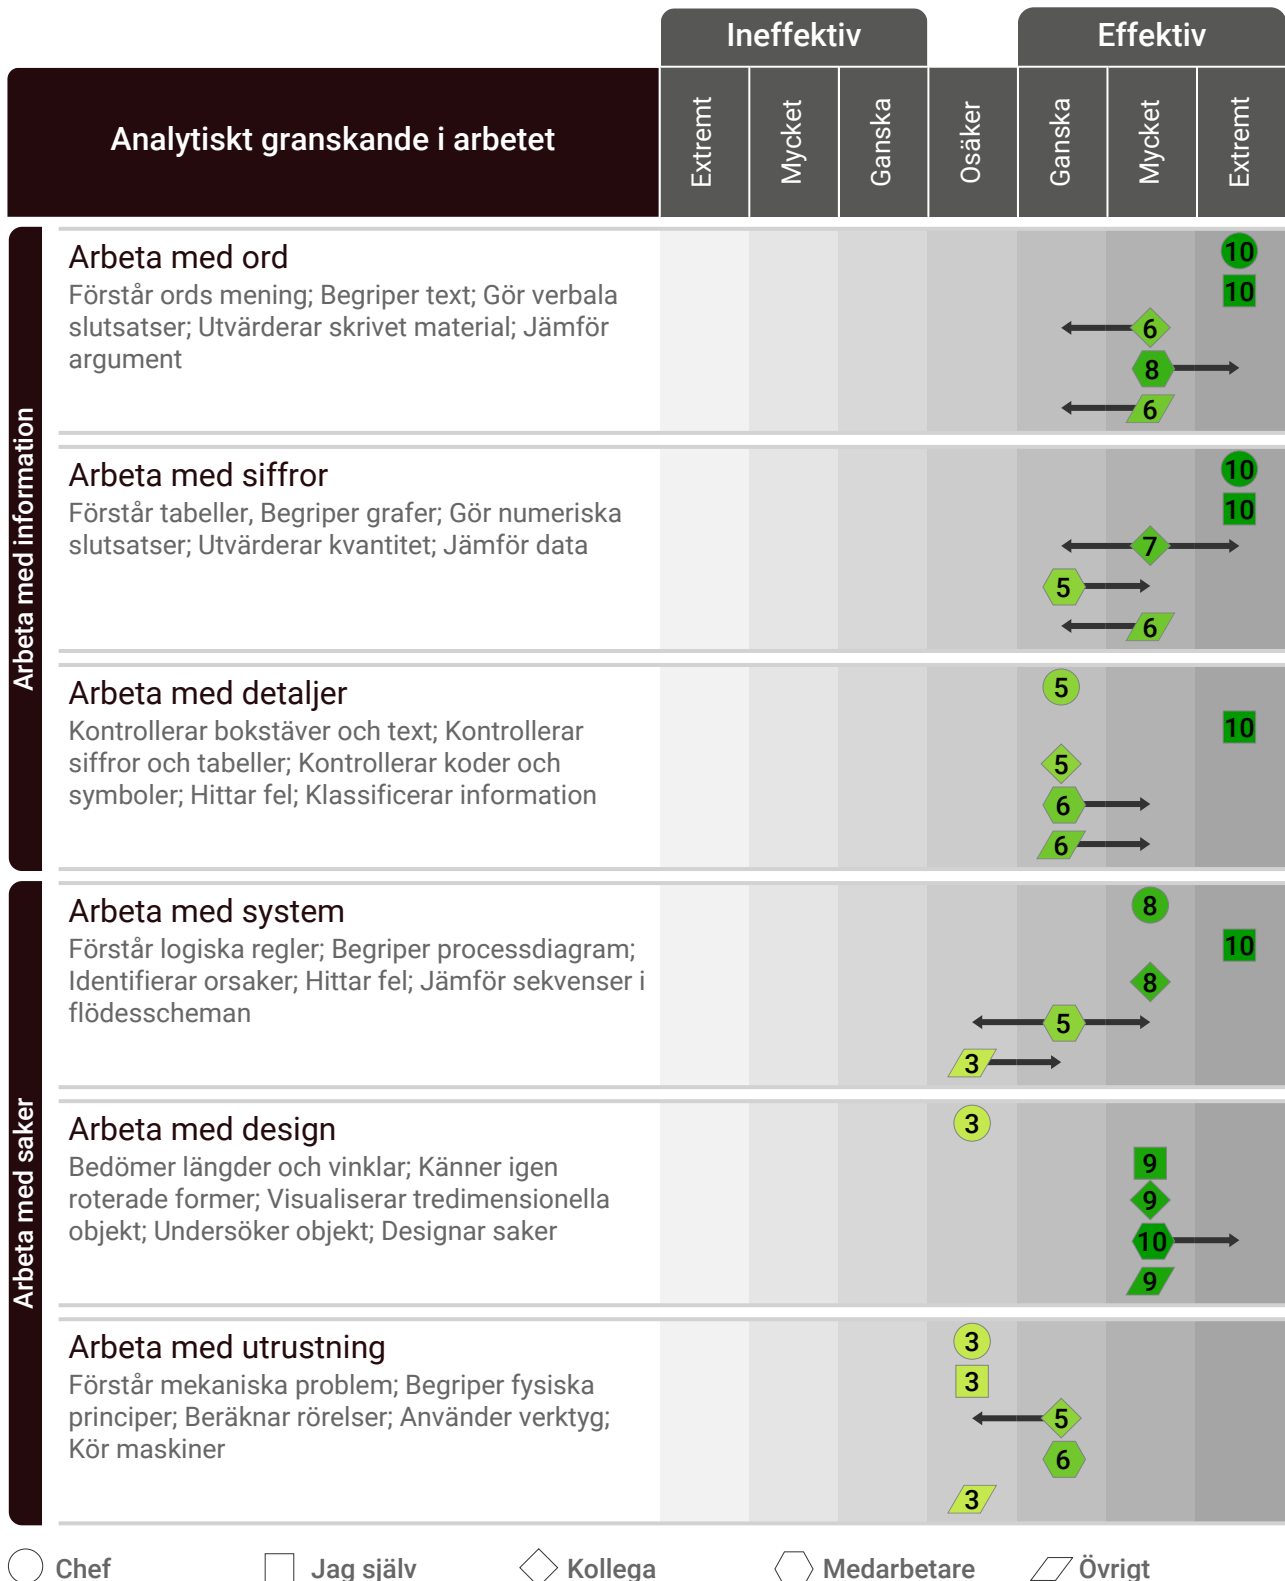 Ineffektiv
Effektiv
Analytiskt granskande i arbetet
Extremt
Mycket
Ganska
Osäker
Ganska
Mycket
Extremt
Arbeta med information
Arbeta med ord
Förstår ords mening; Begriper text; Gör verbala
slutsatser; Utvärderar skrivet material; Jämför
argument
10
10
6
8
6
Arbeta med siffror
Förstår tabeller, Begriper grafer; Gör numeriska
slutsatser; Utvärderar kvantitet; Jämför data
10
10
7
5
6
Arbeta med detaljer
Kontrollerar bokstäver och text; Kontrollerar
siffror och tabeller; Kontrollerar koder och
symboler; Hittar fel; Klassificerar information
5
10
5
6
6
Arbeta med saker
Arbeta med system
Förstår logiska regler; Begriper processdiagram;
Identifierar orsaker; Hittar fel; Jämför sekvenser i
flödesscheman
8
10
8
5
3
Arbeta med design
Bedömer längder och vinklar; Känner igen
roterade former; Visualiserar tredimensionella
objekt; Undersöker objekt; Designar saker
3
9
9
10
9
Arbeta med utrustning
Förstår mekaniska problem; Begriper fysiska
principer; Beräknar rörelser; Använder verktyg;
Kör maskiner
3
3
5
6
3
Chef
Jag själv
Kollega
Medarbetare
Övrigt